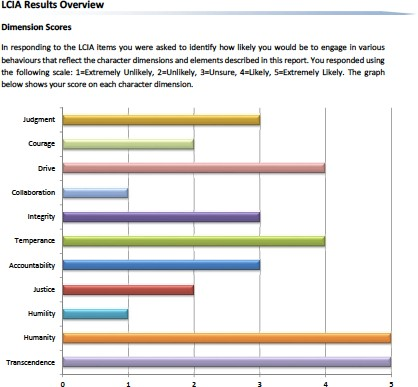 LCIA Results Overview
Dimension Scores
In responding to the LCIA items you were asked to identify how likely you would be to engage in various
behaviours that reflect the character dimensions and elements described in this report. You responded using
the following scale: 1=Extremely Unlikely, 2=Unlikely, 3=Unsure, 4=Likely, 5=Extremely Likely. The graph
below shows your score on each character dimension.
Judgment
Courage
Drive
Collaboration
Integrity
Temperance
Accountability
Justice
Humility
Humanity
Transcendence
0 1 2 3 4 5